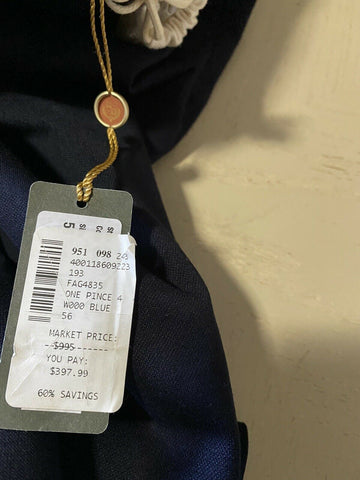 951 098 243
400118609223
193
FAG4835
ONE PINCE 4
W000 BLUE
56
MARKET PRICE:
$995
YOU PAY:
$397.99
60% SAVINGS